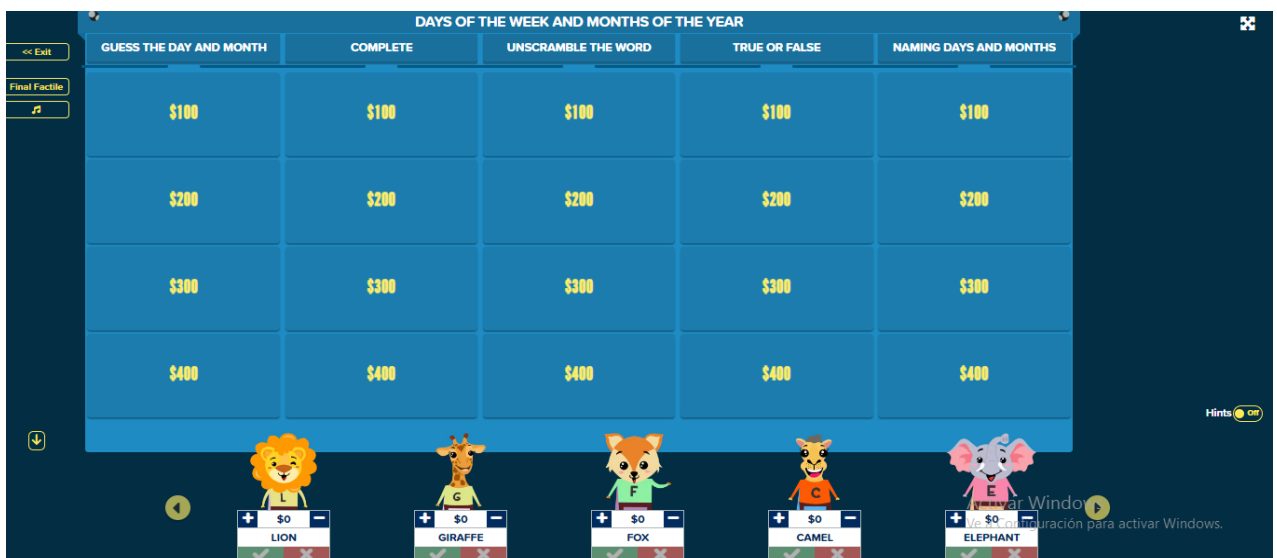 DAYS OF THE WEEK AND MONTHS OF THE YEAR
<< Exit
GUESS THE DAY AND MONTH COMPLETE UNSCRAMBLE THE WORD TRUE OR FALSE NAMING DAYS AND MONTHS
Final Factile
$100 $100 $100 $100 $100
$200 $200 $200 $200 $200
$300 $300 $300 $300 $300
$400 $400 $400 $400 $400
Hints Off
L G F C E
+ $0 − + $0 − + $0 − + $0 − + $0 −
LION GIRAFFE FOX CAMEL ELEPHANT
Activar Windows
Ve a Configuración para activar Windows.